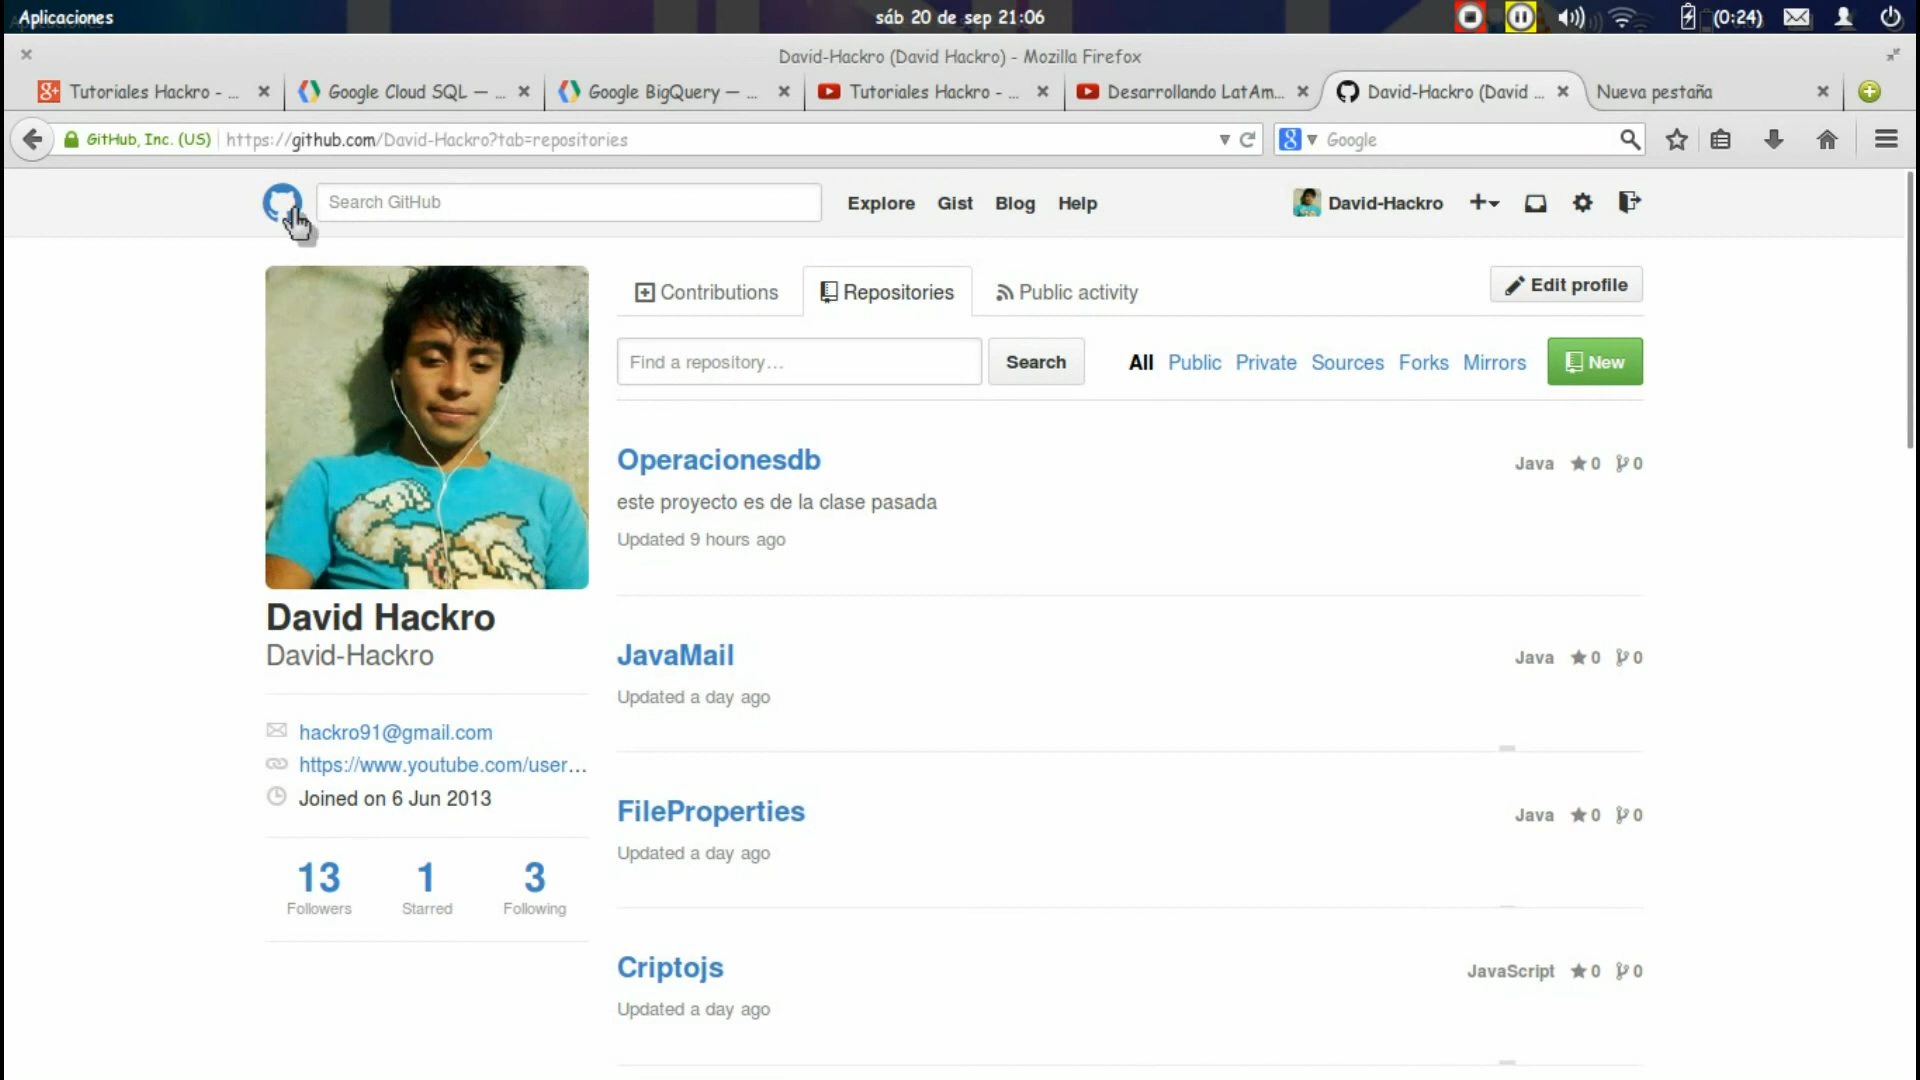 Aplicaciones
sáb 20 de sep 21:06
(0:24)
David-Hackro (David Hackro) - Mozilla Firefox
Tutoriales Hackro - ...
Google Cloud SQL — ...
Google BigQuery — ...
Tutoriales Hackro - ...
Desarrollando LatAm...
David-Hackro (David ...
Nueva pestaña
GitHub, Inc. (US)
https://github.com/David-Hackro?tab=repositories
Google
Search GitHub
Explore
Gist
Blog
Help
David-Hackro
Contributions
Repositories
Public activity
Edit profile
Find a repository...
Search
All
Public
Private
Sources
Forks
Mirrors
New
Operacionesdb
Java 0 0
este proyecto es de la clase pasada
Updated 9 hours ago
David Hackro
David-Hackro
JavaMail
Java 0 0
Updated a day ago
hackro91@gmail.com
https://www.youtube.com/user...
Joined on 6 Jun 2013
FileProperties
Java 0 0
Updated a day ago
13
Followers
1
Starred
3
Following
Criptojs
JavaScript 0 0
Updated a day ago